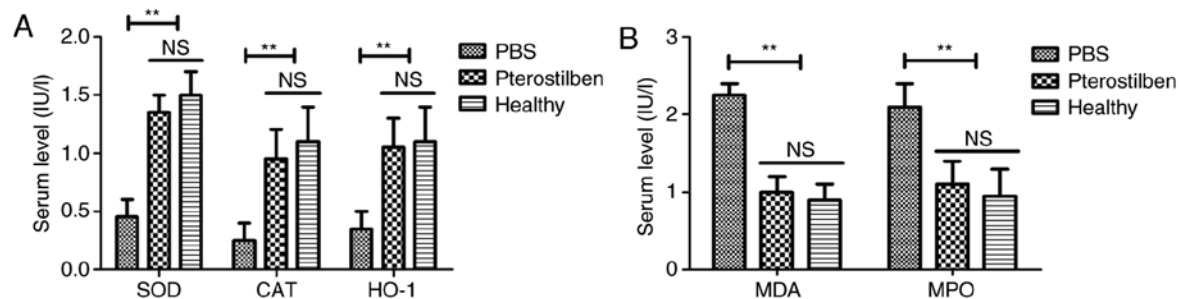 A
Serum level (IU/l)
2.0
1.5
1.0
0.5
0.0
**
NS
**
NS
**
NS
SOD
CAT
HO-1
PBS
Pterostilben
Healthy
B
Serum level (IU/l)
3
2
1
0
**
NS
**
NS
MDA
MPO
PBS
Pterostilben
Healthy